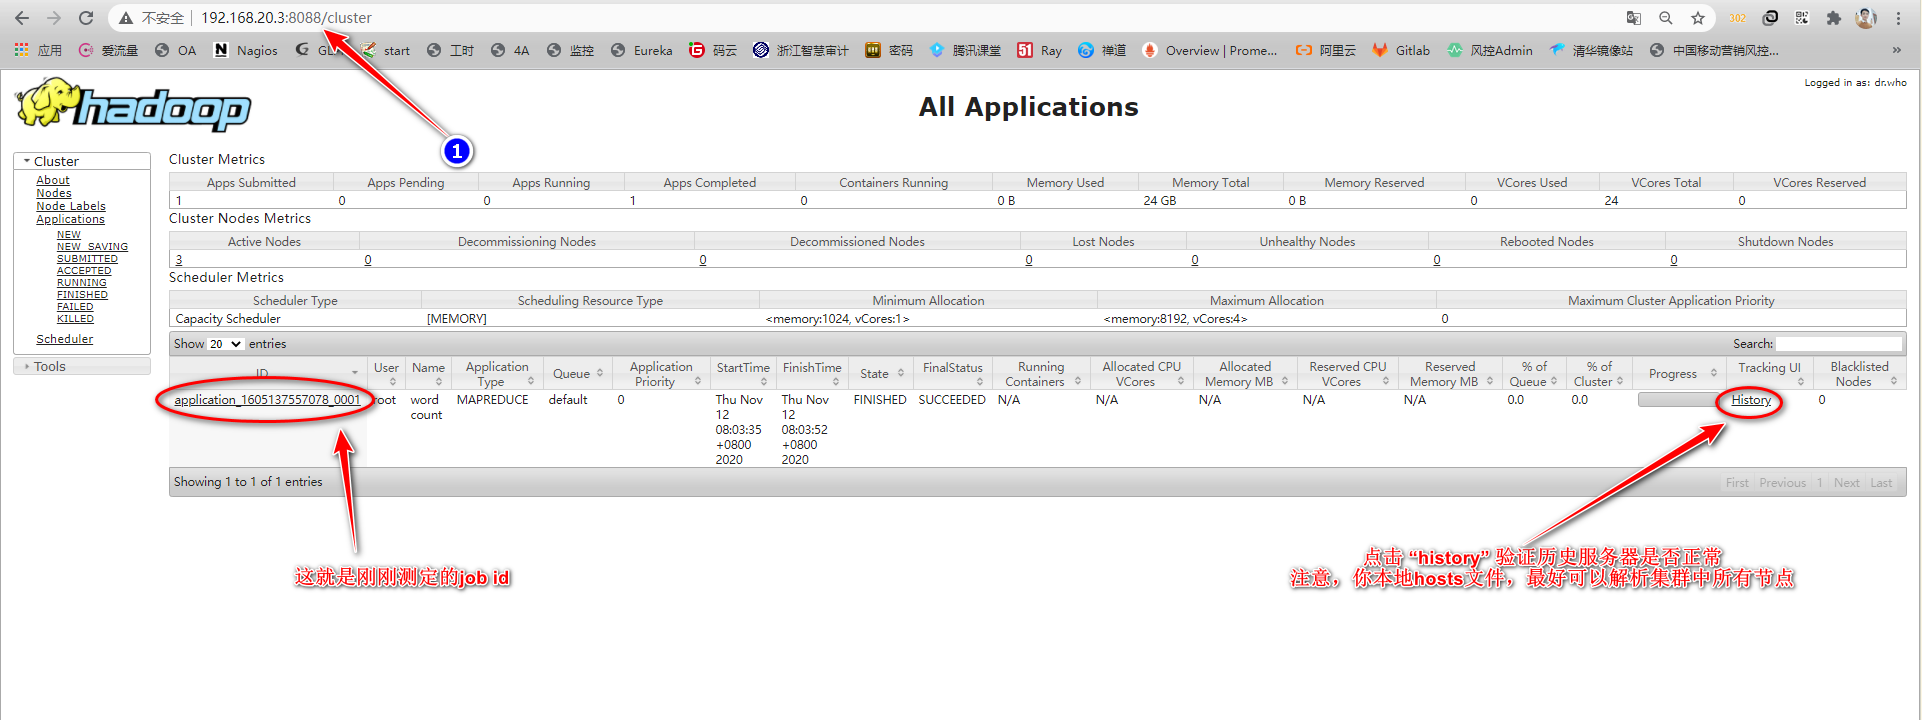 不安全 | 192.168.20.3:8088/cluster
应用 爱流量 OA Nagios start 工时 4A 监控 Eureka 码云 浙江智慧审计 密码 腾讯课堂 Ray 禅道 Overview | Prome... 阿里云 Gitlab 风控Admin 清华镜像站 中国移动营销风控... »
hadoop
Logged in as: dr.who
All Applications
1
Cluster
About
Nodes
Node Labels
Applications
NEW
NEW_SAVING
SUBMITTED
ACCEPTED
RUNNING
FINISHED
FAILED
KILLED
Scheduler
Tools
Cluster Metrics
Apps Submitted Apps Pending Apps Running Apps Completed Containers Running Memory Used Memory Total Memory Reserved VCores Used VCores Total VCores Reserved
1 0 0 1 0 0 B 24 GB 0 B 0 24 0
Cluster Nodes Metrics
Active Nodes Decommissioning Nodes Decommissioned Nodes Lost Nodes Unhealthy Nodes Rebooted Nodes Shutdown Nodes
3 0 0 0 0 0 0
Scheduler Metrics
Scheduler Type Scheduling Resource Type Minimum Allocation Maximum Allocation Maximum Cluster Application Priority
Capacity Scheduler [MEMORY] <memory:1024, vCores:1> <memory:8192, vCores:4> 0
Show 20 entries Search:
ID User Name Application Type Queue Application Priority StartTime FinishTime State FinalStatus Running Containers Allocated CPU VCores Allocated Memory MB Reserved CPU VCores Reserved Memory MB % of Queue % of Cluster Progress Tracking UI Blacklisted Nodes
application_1605137557078_0001 root word count MAPREDUCE default 0 Thu Nov 12 08:03:35 +0800 2020 Thu Nov 12 08:03:52 +0800 2020 FINISHED SUCCEEDED N/A N/A N/A N/A N/A 0.0 0.0 History 0
Showing 1 to 1 of 1 entries First Previous 1 Next Last
这就是刚刚测定的job id
点击 “history” 验证历史服务器是否正常
注意，你本地hosts文件，最好可以解析集群中所有节点